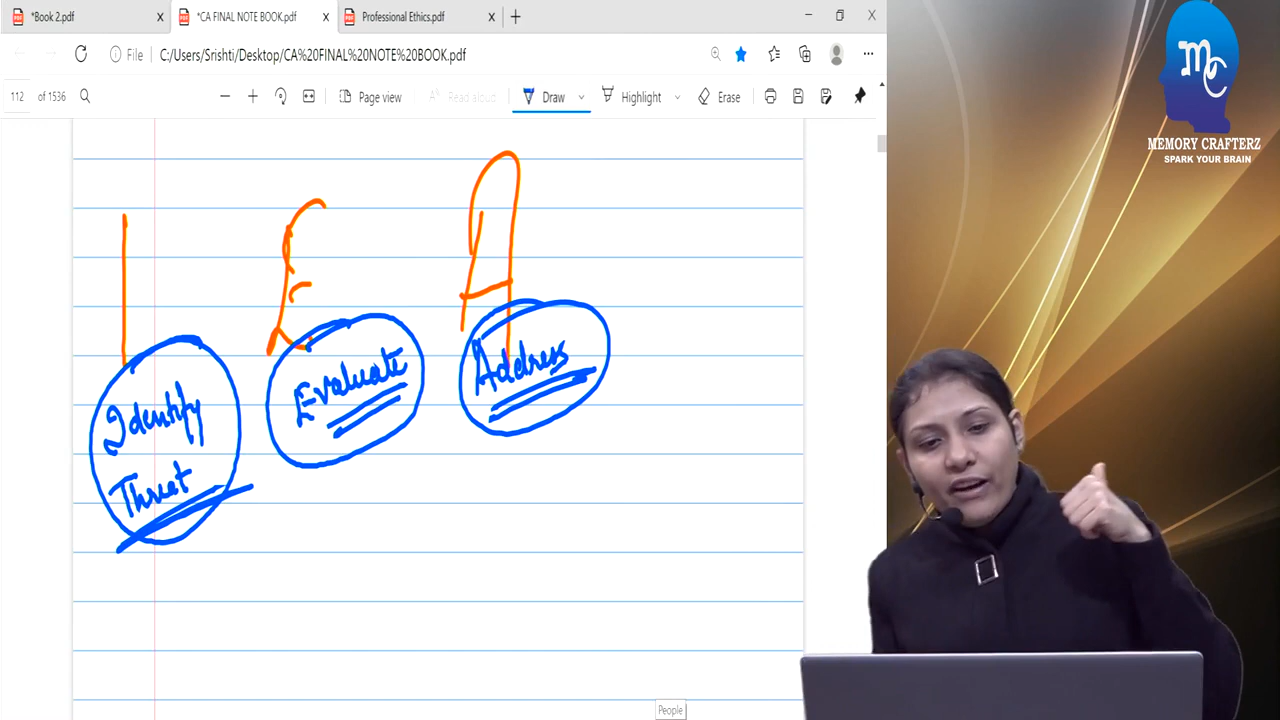 *Book 2.pdf
*CA FINAL NOTE BOOK.pdf
Professional Ethics.pdf
File C:/Users/Srishti/Desktop/CA%20FINAL%20NOTE%20BOOK.pdf
112 of 1536
Page view
Read aloud
Draw
Highlight
Erase
I E A
Identify
Threat
Evaluate
Address
People
MC
MEMORY CRAFTERZ
SPARK YOUR BRAIN